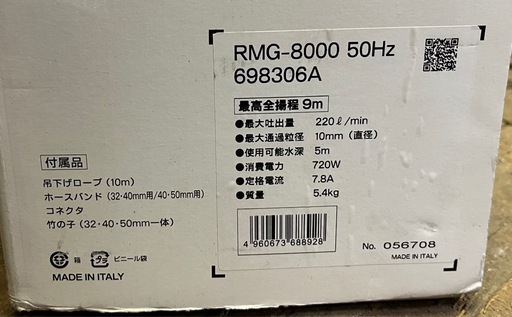 RMG-8000 50Hz
698306A
最高全揚程 9m
●最大吐出量 220ℓ/min
●最大通過粒径 10mm（直径）
●使用可能水深 5m
●消費電力 720W
●定格電流 7.8A
●質量 5.4kg
4 960673 688928
No. 056708
MADE IN ITALY
付属品
吊下げロープ（10m）
ホースバンド（32・40mm用/40・50mm用）
コネクタ
竹の子（32・40・50mm一体）
箱 プラ ビニール袋
MADE IN ITALY